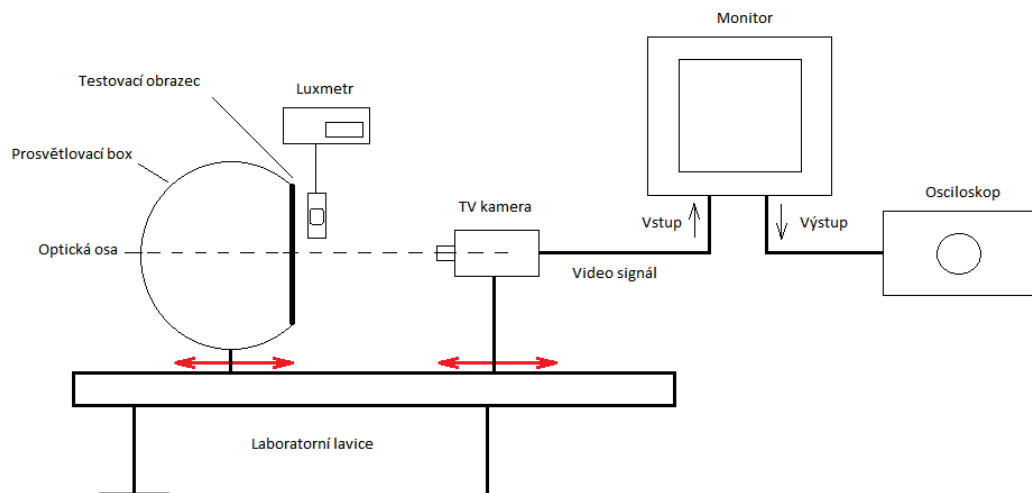 Monitor
Testovací obrazec
Luxmetr
Prosvětlovací box
Osciloskop
TV kamera
Vstup
Výstup
Optická osa
Video signál
Laboratorní lavice